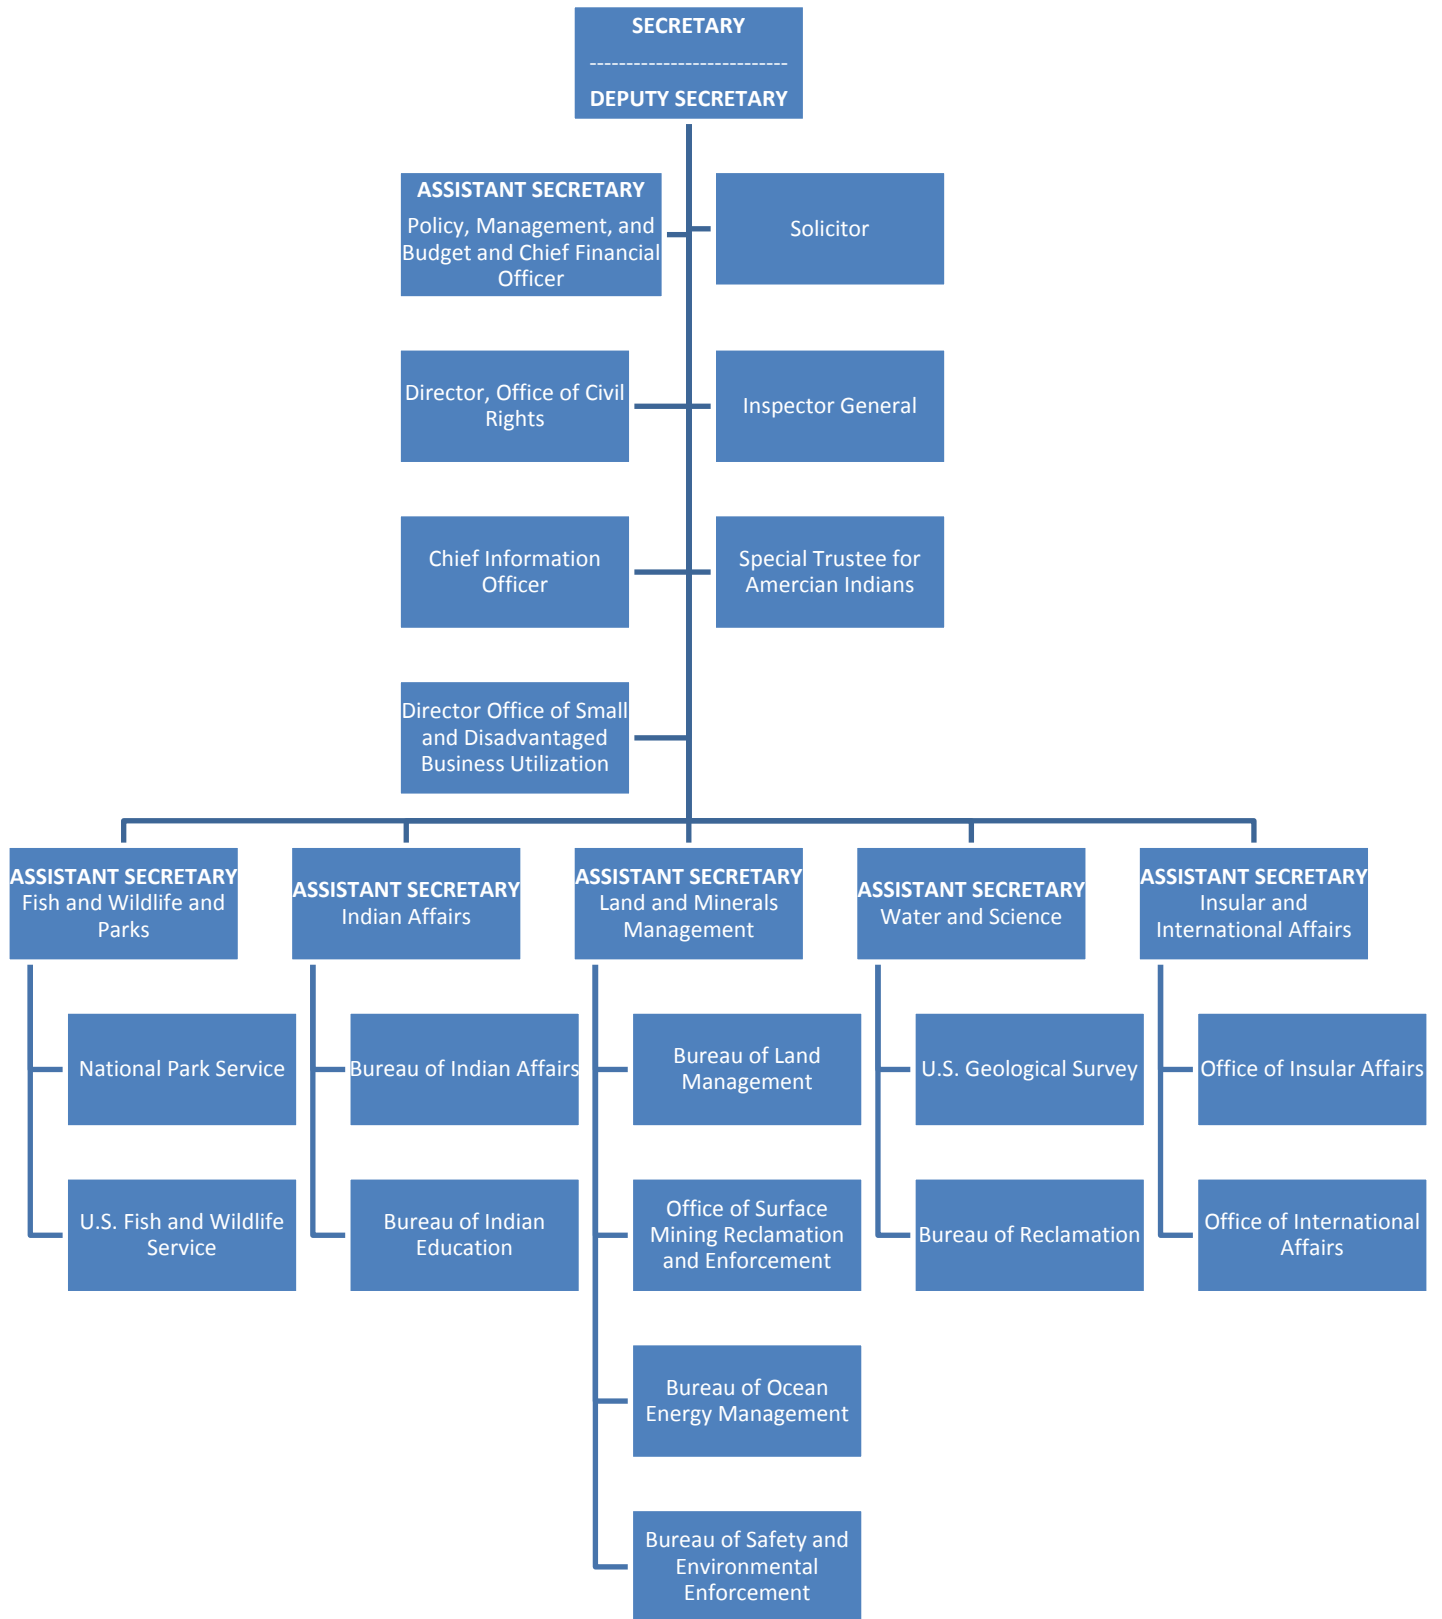 SECRETARY
---------------------------
DEPUTY SECRETARY
ASSISTANT SECRETARY
Policy, Management, and
Budget and Chief Financial
Officer
Solicitor
Director, Office of Civil
Rights
Inspector General
Chief Information
Officer
Special Trustee for
Amercian Indians
Director Office of Small
and Disadvantaged
Business Utilization
ASSISTANT SECRETARY
Fish and Wildlife and
Parks
ASSISTANT SECRETARY
Indian Affairs
ASSISTANT SECRETARY
Land and Minerals
Management
ASSISTANT SECRETARY
Water and Science
ASSISTANT SECRETARY
Insular and
International Affairs
National Park Service
Bureau of Indian Affairs
Bureau of Land
Management
U.S. Geological Survey
Office of Insular Affairs
U.S. Fish and Wildlife
Service
Bureau of Indian
Education
Office of Surface
Mining Reclamation
and Enforcement
Bureau of Reclamation
Office of International
Affairs
Bureau of Ocean
Energy Management
Bureau of Safety and
Environmental
Enforcement